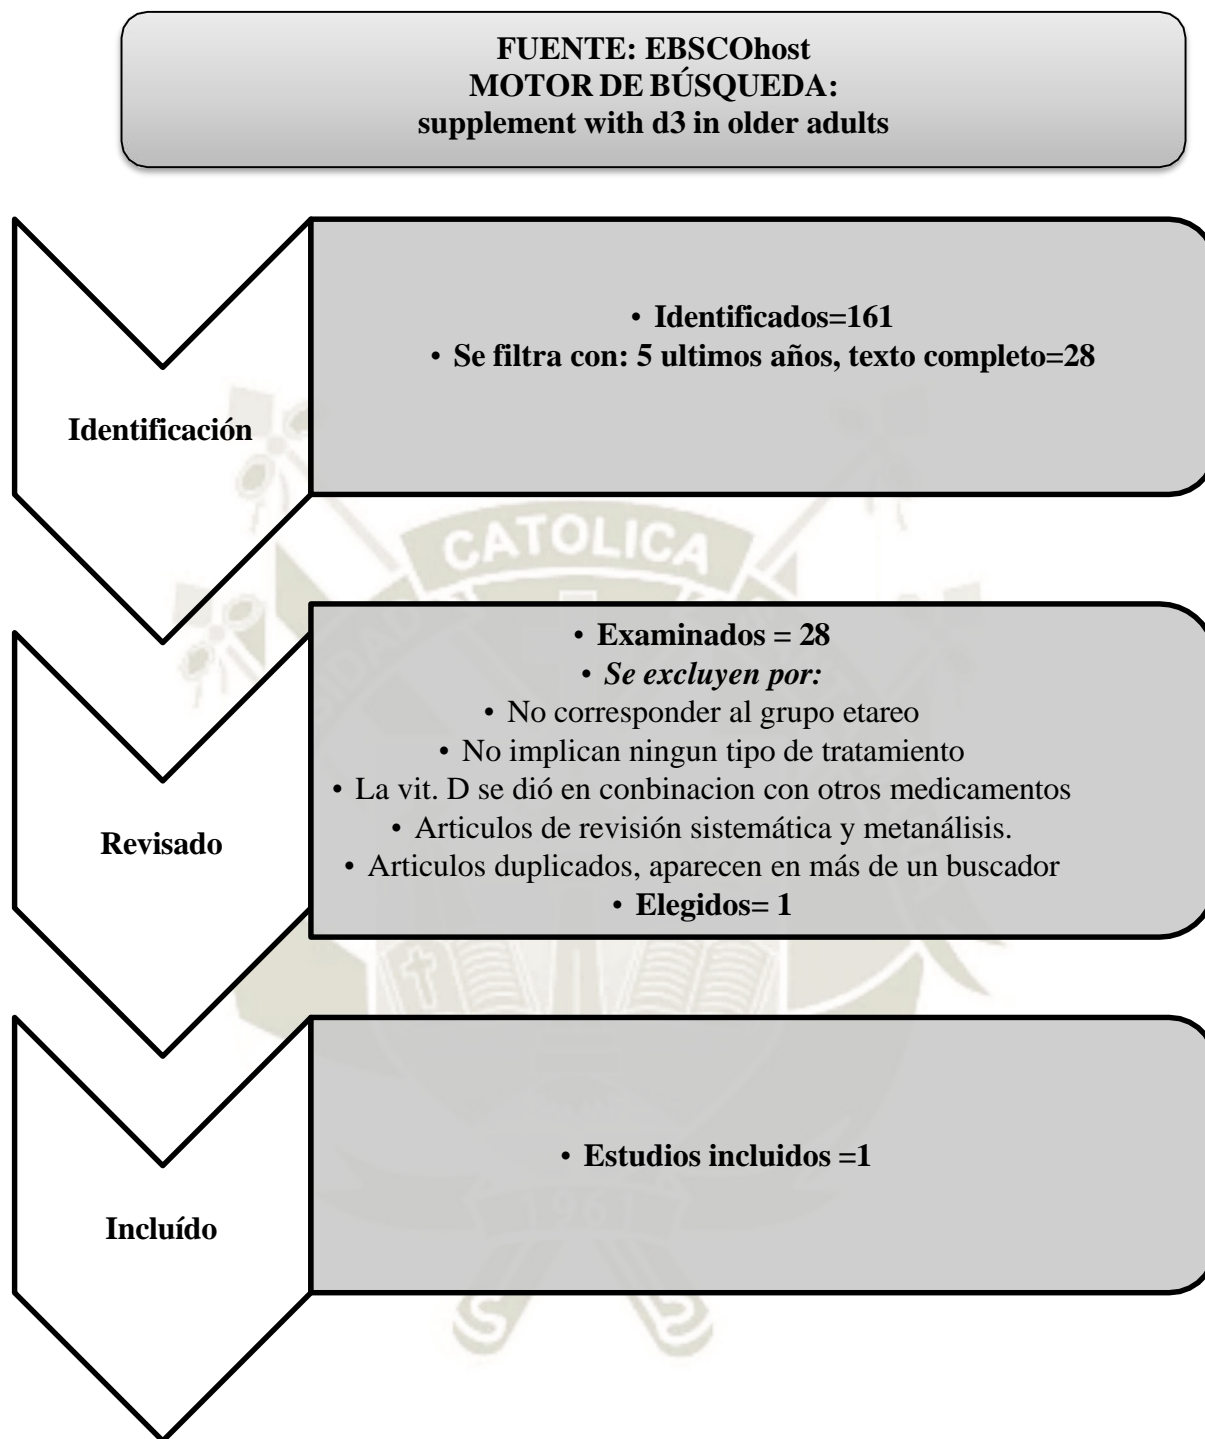 FUENTE: EBSCOhost
MOTOR DE BÚSQUEDA:
supplement with d3 in older adults
Identificación
• Identificados=161
• Se filtra con: 5 ultimos años, texto completo=28
CATOLICA
Revisado
• Examinados = 28
• Se excluyen por:
• No corresponder al grupo etareo
• No implican ningun tipo de tratamiento
• La vit. D se dió en conbinacion con otros medicamentos
• Articulos de revisión sistemática y metanálisis.
• Articulos duplicados, aparecen en más de un buscador
• Elegidos= 1
Incluído
• Estudios incluidos =1
1961